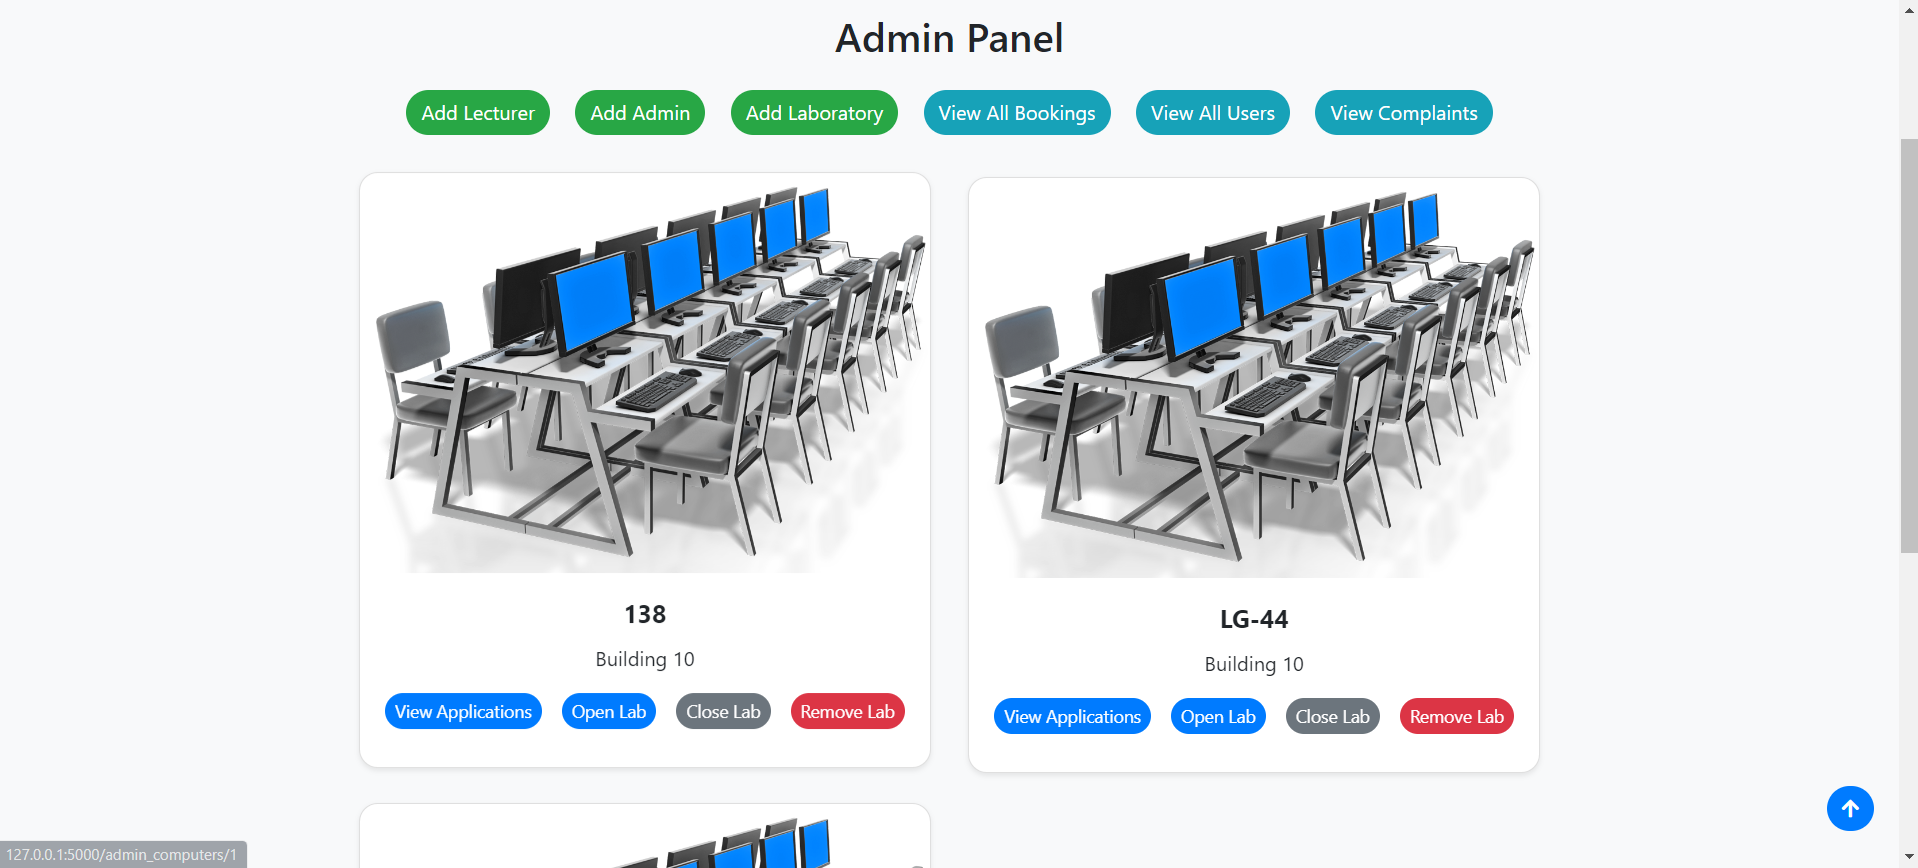 Admin Panel
Add Lecturer
Add Admin
Add Laboratory
View All Bookings
View All Users
View Complaints
138
Building 10
View Applications
Open Lab
Close Lab
Remove Lab
LG-44
Building 10
View Applications
Open Lab
Close Lab
Remove Lab
127.0.0.1:5000/admin_computers/1